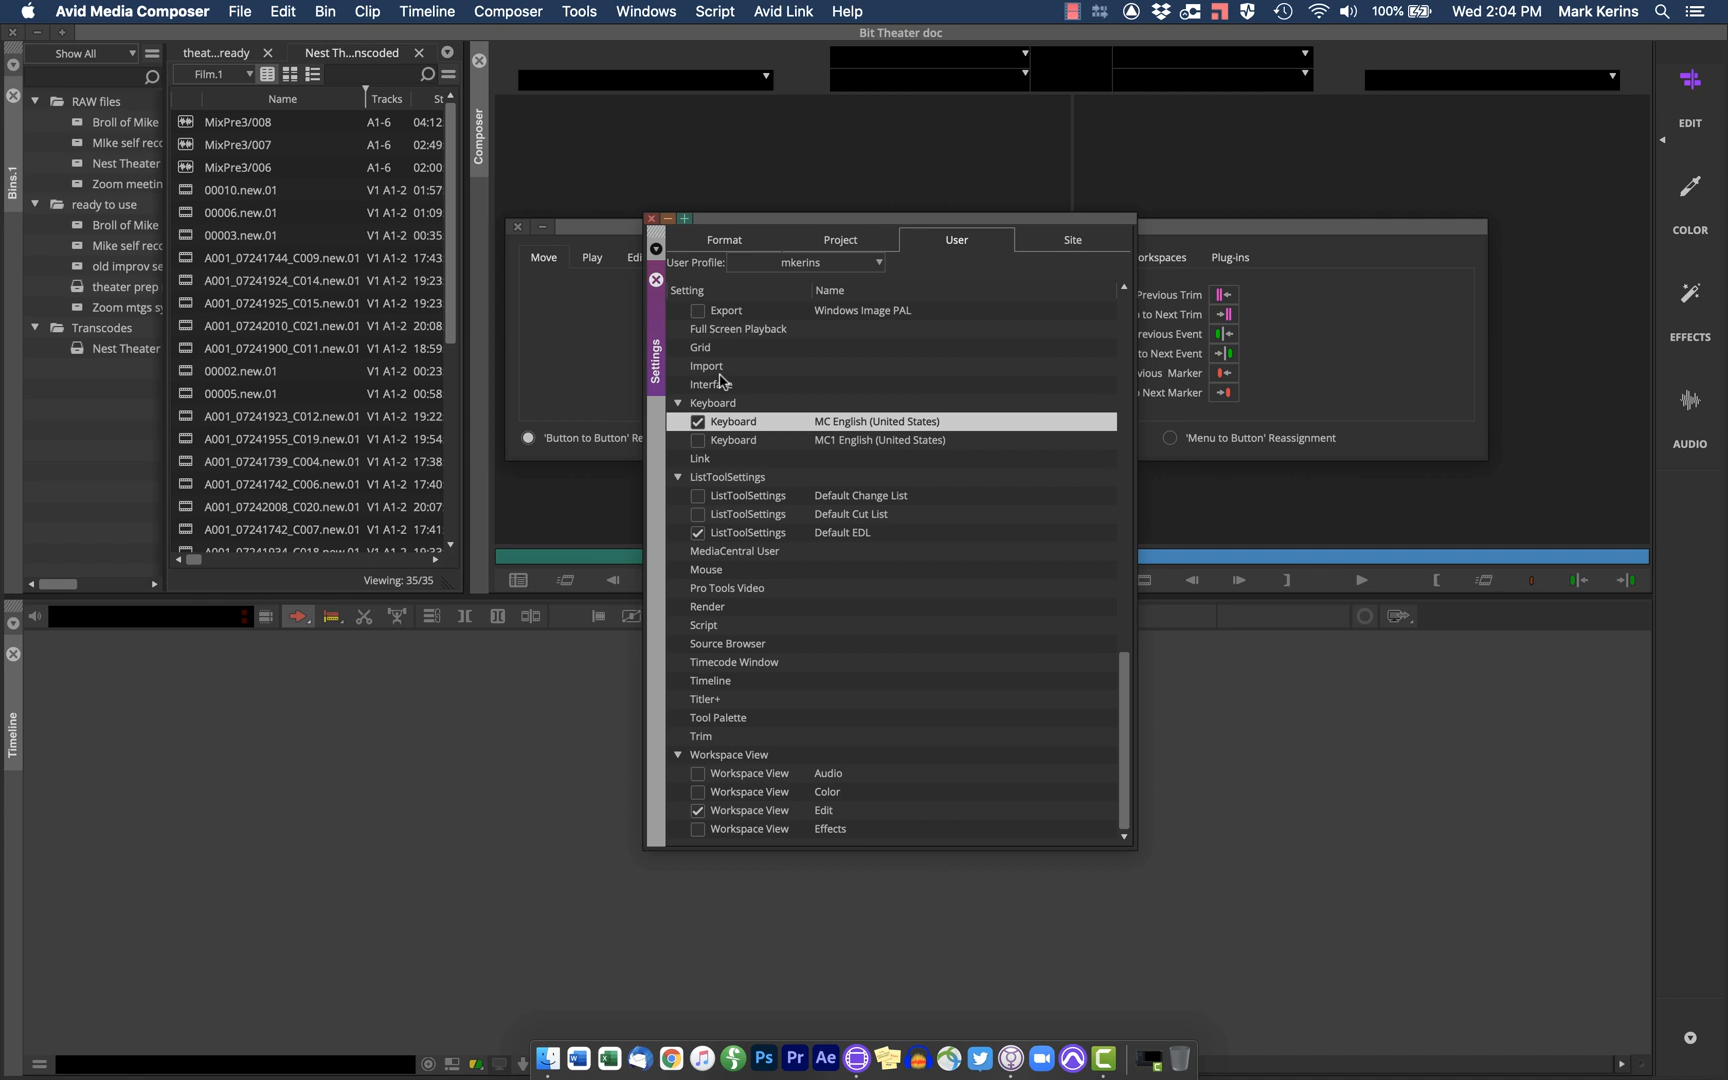 Avid Media Composer File Edit Bin Clip Timeline Composer Tools Windows Script Avid Link Help 100% Wed 2:04 PM Mark Kerins
Bit Theater doc
Show All
theat...ready
Nest Th...nscoded
Film.1
Name Tracks St
RAW files
Broll of Mike
MIke self reco
Nest Theater
Zoom meetin
ready to use
Broll of Mike
Mike self reco
old improv se
theater prep
Zoom mtgs sy
Transcodes
Nest Theater
Bins.1
MixPre3/008 A1-6 04:12
MixPre3/007 A1-6 02:49
MixPre3/006 A1-6 02:00
00010.new.01 V1 A1-2 01:57
00006.new.01 V1 A1-2 01:09
00003.new.01 V1 A1-2 00:35
A001_07241744_C009.new.01 V1 A1-2 17:43
A001_07241924_C014.new.01 V1 A1-2 19:23
A001_07241925_C015.new.01 V1 A1-2 19:23
A001_07242010_C021.new.01 V1 A1-2 20:08
A001_07241900_C011.new.01 V1 A1-2 18:59
00002.new.01 V1 A1-2 00:23
00005.new.01 V1 A1-2 00:58
A001_07241923_C012.new.01 V1 A1-2 19:22
A001_07241955_C019.new.01 V1 A1-2 19:54
A001_07241739_C004.new.01 V1 A1-2 17:38
A001_07241742_C006.new.01 V1 A1-2 17:40
A001_07242008_C020.new.01 V1 A1-2 20:07
A001_07241742_C007.new.01 V1 A1-2 17:41
Viewing: 35/35
Composer
Move Play Edi
'Button to Button' Re
Format Project User Site
User Profile: mkerins
Setting Name
Settings
Export Windows Image PAL
Full Screen Playback
Grid
Import
Interface
Keyboard
Keyboard MC English (United States)
Keyboard MC1 English (United States)
Link
ListToolSettings
ListToolSettings Default Change List
ListToolSettings Default Cut List
ListToolSettings Default EDL
MediaCentral User
Mouse
Pro Tools Video
Render
Script
Source Browser
Timecode Window
Timeline
Titler+
Tool Palette
Trim
Workspace View
Workspace View Audio
Workspace View Color
Workspace View Edit
Workspace View Effects
orkspaces Plug-ins
Previous Trim
to Next Trim
revious Event
to Next Event
vious Marker
Next Marker
'Menu to Button' Reassignment
EDIT
COLOR
EFFECTS
AUDIO
Timeline
W X Ps Pr Ae